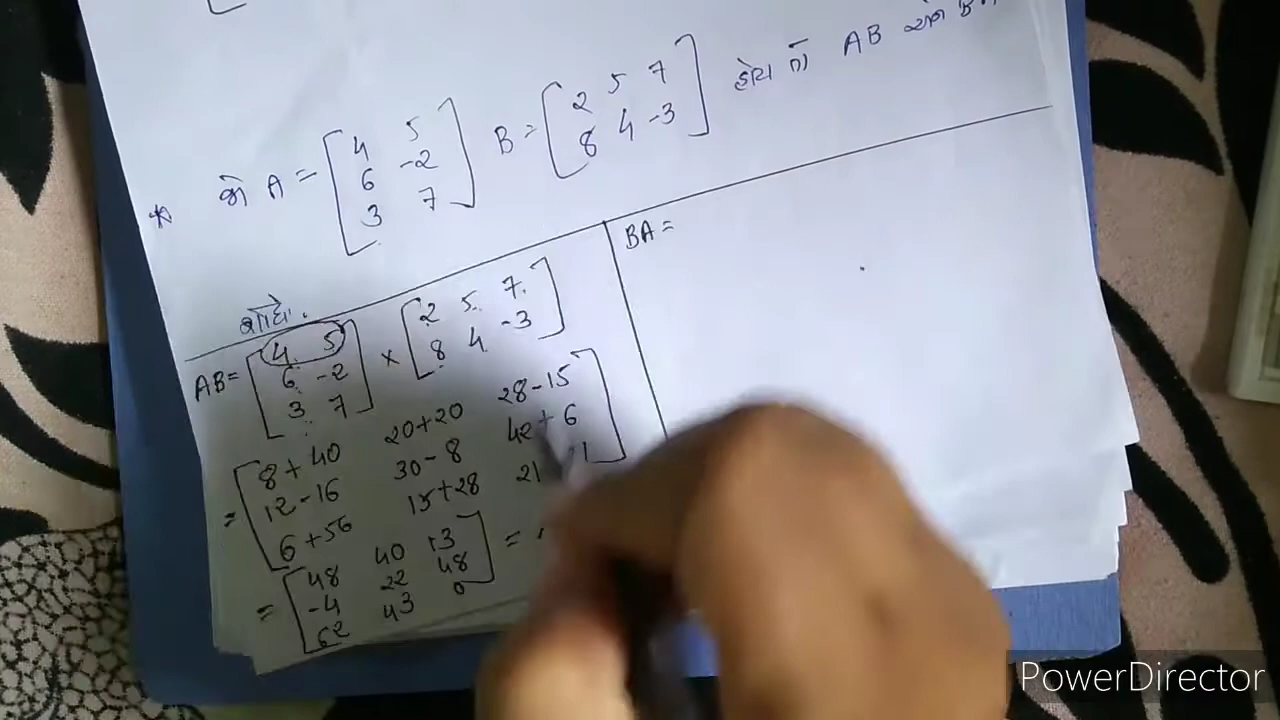 * जो A = [ 4 5 6 -2 3 7 ] B = [ 2 5 7 8 4 -3 ] होय तो AB
AB = [ 4 5 6 -2 3 7 ] × [ 2 5 7 8 4 -3 ]
= [ 8+40 20+20 28-15 12-16 30-8 42+6 6+56 15+28 21 ]
= [ 48 40 13 -4 22 48 62 43 0 ] =
BA =
PowerDirector